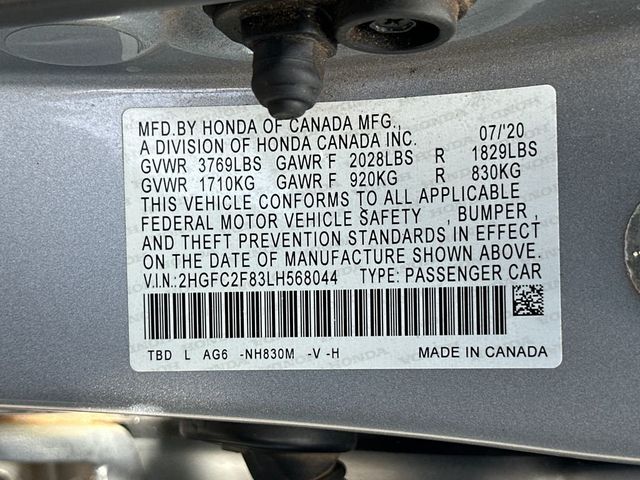 MFD.BY HONDA OF CANADA MFG., 07/'20
A DIVISION OF HONDA CANADA INC.
GVWR 3769LBS GAWR F 2028LBS R 1829LBS
GVWR 1710KG GAWR F 920KG R 830KG
THIS VEHICLE CONFORMS TO ALL APPLICABLE
FEDERAL MOTOR VEHICLE SAFETY , BUMPER ,
AND THEFT PREVENTION STANDARDS IN EFFECT
ON THE DATE OF MANUFACTURE SHOWN ABOVE.
V.I.N.:2HGFC2F83LH568044 TYPE: PASSENGER CAR
TBD L AG6 -NH830M -V -H MADE IN CANADA